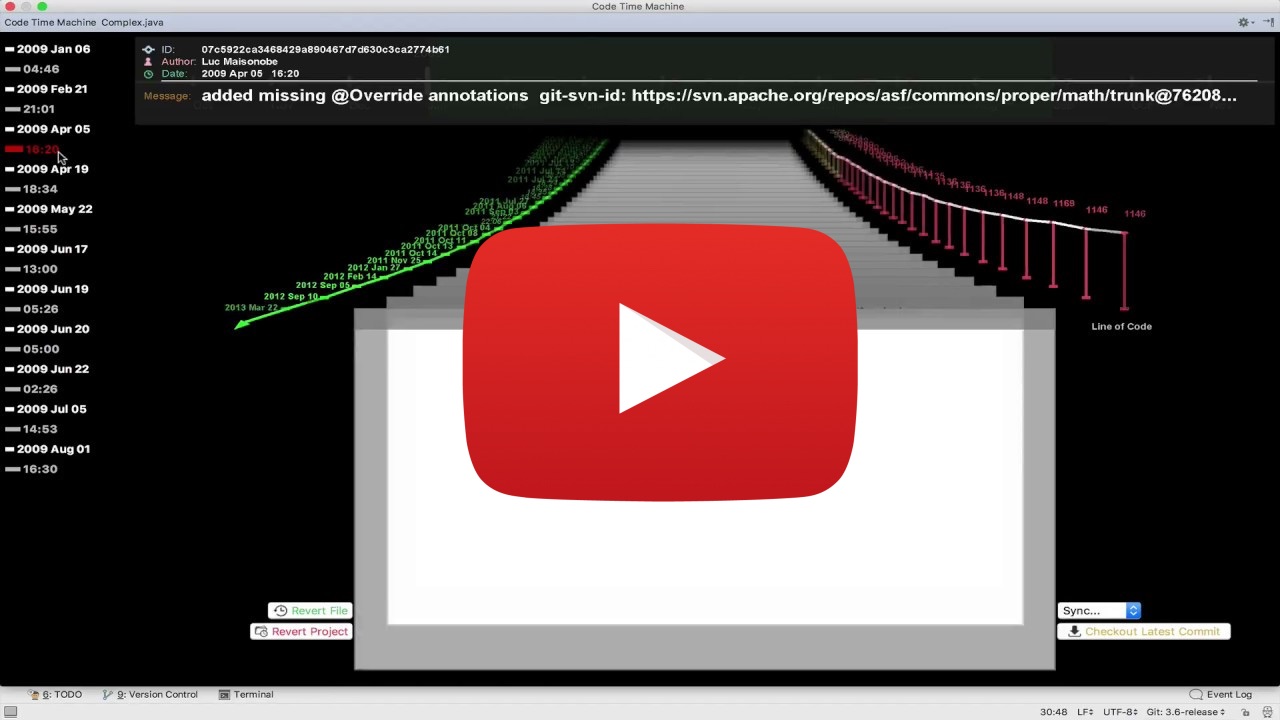 Code Time Machine
Code Time Machine Complex.java
2009 Jan 06
04:46
2009 Feb 21
21:01
2009 Apr 05
16:20
2009 Apr 19
18:34
2009 May 22
15:55
2009 Jun 17
13:00
2009 Jun 19
05:26
2009 Jun 20
05:00
2009 Jun 22
02:26
2009 Jul 05
14:53
2009 Aug 01
16:30
ID: 07c5922ca3468429a890467d7d630c3ca2774b61
Author: Luc Maisonobe
Date: 2009 Apr 05 16:20
Message: added missing @Override annotations git-svn-id: https://svn.apache.org/repos/asf/commons/proper/math/trunk@76208...
2011 Sep 03
2011 Oct 04
2011 Oct 08
2011 Oct 11
2011 Oct 13
2011 Oct 14
2011 Nov 25
2012 Jan 27
2012 Feb 14
2012 Sep 05
2012 Sep 10
2013 Mar 22
1136
1136
1148
1148
1169
1146
1146
Line of Code
Revert File
Revert Project
Sync...
Checkout Latest Commit
6: TODO
9: Version Control
Terminal
Event Log
30:48
LF
UTF-8
Git: 3.6-release